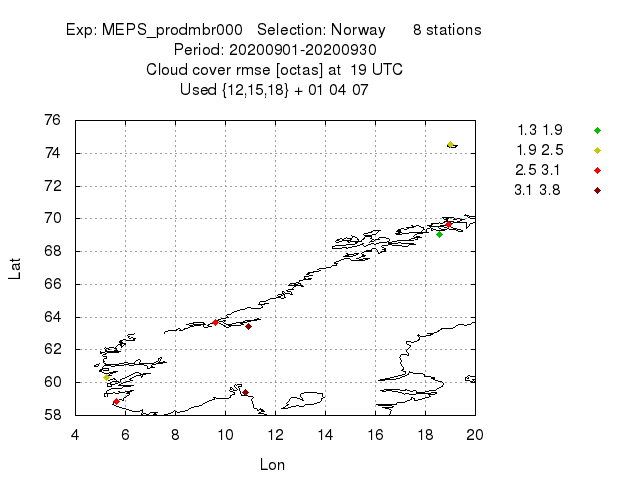 Exp: MEPS_prodmbr000   Selection: Norway      8 stations
Period: 20200901-20200930
Cloud cover rmse [octas] at  19 UTC
Used {12,15,18} + 01 04 07
76
74
72
70
68
66
64
62
60
58
4 6 8 10 12 14 16 18 20
Lat
Lon
1.3 1.9
1.9 2.5
2.5 3.1
3.1 3.8